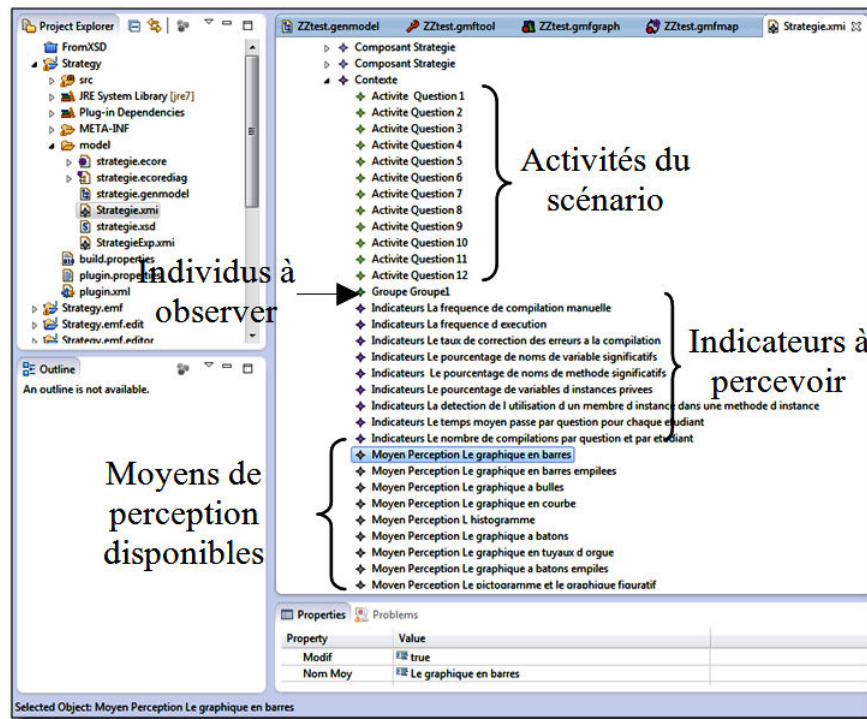 Project Explorer
FromXSD
Strategy
src
JRE System Library [jre7]
Plug-in Dependencies
META-INF
model
strategie.ecore
strategie.ecorediag
strategie.genmodel
Strategie.xmi
strategie.xsd
StrategieExp.xmi
build.properties
plugin.properties
plugin.xml
Strategy.emf
Strategy.emf.edit
Strategy.emf.editor
Outline
An outline is not available.
ZZtest.genmodel
ZZtest.gmftool
ZZtest.gmfgraph
ZZtest.gmfmap
Strategie.xmi
Composant Strategie
Composant Strategie
Contexte
Activite Question 1
Activite Question 2
Activite Question 3
Activite Question 4
Activite Question 5
Activite Question 6
Activite Question 7
Activite Question 8
Activite Question 9
Activite Question 10
Activite Question 11
Activite Question 12
Groupe Groupe1
Indicateurs La frequence de compilation manuelle
Indicateurs La frequence d execution
Indicateurs Le taux de correction des erreurs a la compilation
Indicateurs Le pourcentage de noms de variable significatifs
Indicateurs Le pourcentage de noms de methode significatifs
Indicateurs Le pourcentage de variables d instances privees
Indicateurs La detection de l utilisation d un membre d instance dans une methode d instance
Indicateurs Le temps moyen passe par question pour chaque etudiant
Indicateurs Le nombre de compilations par question et par etudiant
Moyen Perception Le graphique en barres
Moyen Perception Le graphique en barres empilees
Moyen Perception Le graphique a bulles
Moyen Perception Le graphique en courbe
Moyen Perception L histogramme
Moyen Perception Le graphique a batons
Moyen Perception Le graphique en tuyaux d orgue
Moyen Perception Le graphique a batons empiles
Moyen Perception Le pictogramme et le graphique figuratif
Activités du
scénario
Individus à
observer
Indicateurs à
percevoir
Moyens de
perception
disponibles
Properties
Problems
Property Value
Modif true
Nom Moy Le graphique en barres
Selected Object: Moyen Perception Le graphique en barres